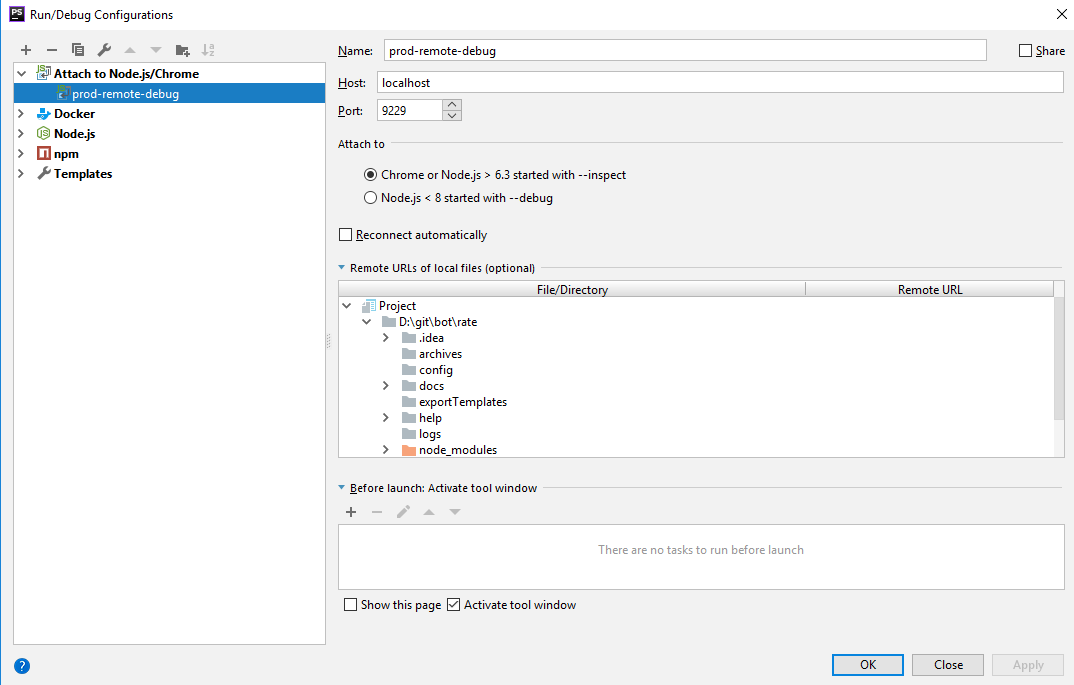 PS Run/Debug Configurations
Name: prod-remote-debug Share
Host: localhost
Port: 9229
Attach to Node.js/Chrome
prod-remote-debug
Docker
Node.js
npm
Templates
Attach to
Chrome or Node.js > 6.3 started with --inspect
Node.js < 8 started with --debug
Reconnect automatically
Remote URLs of local files (optional)
File/Directory Remote URL
Project
D:\git\bot\rate
.idea
archives
config
docs
exportTemplates
help
logs
node_modules
Before launch: Activate tool window
There are no tasks to run before launch
Show this page Activate tool window
? OK Close Apply